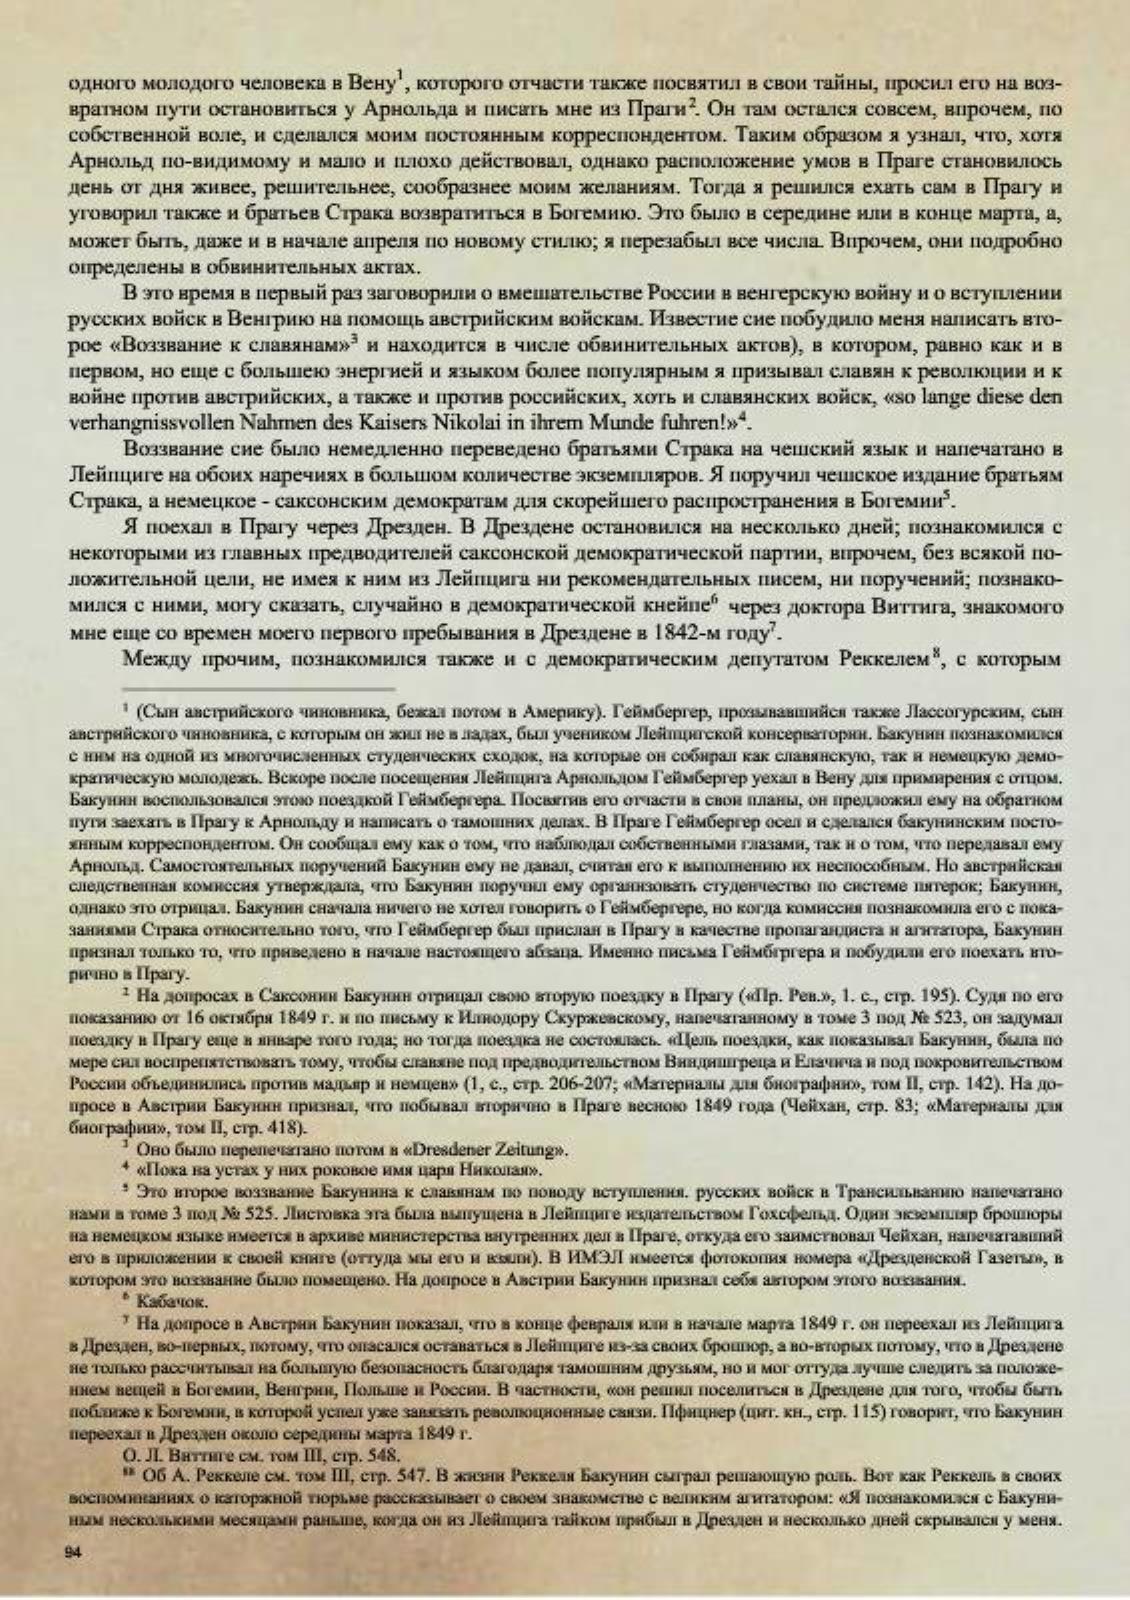 одного молодого человека в Вену¹, которого отчасти также посвятил в свои тайны, просил его на воз-
вратном пути остановиться у Арнольда и писать мне из Праги². Он там остался совсем, впрочем, по
собственной воле, и сделался моим постоянным корреспондентом. Таким образом я узнал, что, хотя
Арнольд по-видимому и мало и плохо действовал, однако расположение умов в Праге становилось
день от дня живее, решительнее, сообразнее моим желаниям. Тогда я решился ехать сам в Прагу и
уговорил также и братьев Страка возвратиться в Богемию. Это было в середине или в конце марта, а,
может быть, даже и в начале апреля по новому стилю; я перезабыл все числа. Впрочем, они подробно
определены в обвинительных актах.
В это время в первый раз заговорили о вмешательстве России в венгерскую войну и о вступлении
русских войск в Венгрию на помощь австрийским войскам. Известие сие побудило меня написать вто-
рое «Воззвание к славянам»³ и находится в числе обвинительных актов), в котором, равно как и в
первом, но еще с большею энергией и языком более популярным я призывал славян к революции и к
войне против австрийских, а также и против российских, хоть и славянских войск, «so lange diese den
verhangnissvollen Nahmen des Kaisers Nikolai in ihrem Munde fuhren!»⁴.
Воззвание сие было немедленно переведено братьями Страка на чешский язык и напечатано в
Лейпциге на обоих наречиях в большом количестве экземпляров. Я поручил чешское издание братьям
Страка, а немецкое - саксонским демократам для скорейшего распространения в Богемии⁵.
Я поехал в Прагу через Дрезден. В Дрездене остановился на несколько дней; познакомился с
некоторыми из главных предводителей саксонской демократической партии, впрочем, без всякой по-
ложительной цели, не имея к ним из Лейпцига ни рекомендательных писем, ни поручений; познако-
мился с ними, могу сказать, случайно в демократической кнейпе⁶ через доктора Виттига, знакомого
мне еще со времен моего первого пребывания в Дрездене в 1842-м году⁷.
Между прочим, познакомился также и с демократическим депутатом Реккелем⁸, с которым
¹ (Сын австрийского чиновника, бежал потом в Америку). Геймбергер, прозывавшийся также Лассогурским, сын
австрийского чиновника, с которым он жил не в ладах, был учеником Лейпцигской консерватории. Бакунин познакомился
с ним на одной из многочисленных студенческих сходок, на которые он собирал как славянскую, так и немецкую демо-
кратическую молодежь. Вскоре после посещения Лейпцига Арнольдом Геймбергер уехал в Вену для примирения с отцом.
Бакунин воспользовался этою поездкой Геймбергера. Посвятив его отчасти в свои планы, он предложил ему на обратном
пути заехать в Прагу к Арнольду и написать о тамошних делах. В Праге Геймбергер осел и сделался бакунинским посто-
янным корреспондентом. Он сообщал ему как о том, что наблюдал собственными глазами, так и о том, что передавал ему
Арнольд. Самостоятельных поручений Бакунин ему не давал, считая его к выполнению их неспособным. Но австрийская
следственная комиссия утверждала, что Бакунин поручил ему организовать студенчество по системе пятерок; Бакунин,
однако это отрицал. Бакунин сначала ничего не хотел говорить о Геймбергере, но когда комиссия познакомила его с пока-
заниями Страка относительно того, что Геймбергер был прислан в Прагу в качестве пропагандиста и агитатора, Бакунин
признал только то, что приведено в начале настоящего абзаца. Именно письма Геймбгргера и побудили его поехать вто-
рично в Прагу.
² На допросах в Саксонии Бакунин отрицал свою вторую поездку в Прагу («Пр. Рев.», 1. с., стр. 195). Судя по его
показанию от 16 октября 1849 г. и по письму к Илиодору Скуржевскому, напечатанному в томе 3 под № 523, он задумал
поездку в Прагу еще в январе того года; но тогда поездка не состоялась. «Цель поездки, как показывал Бакунин, была по
мере сил воспрепятствовать тому, чтобы славяне под предводительством Виндишгреца и Елачича и под покровительством
России объединились против мадьяр и немцев» (1, с., стр. 206-207; «Материалы для биографии», том II, стр. 142). На до-
просе в Австрии Бакунин признал, что побывал вторично в Праге весною 1849 года (Чейхан, стр. 83; «Материалы для
биографии», том II, стр. 418).
³ Оно было перепечатано потом в «Dresdener Zeitung».
⁴ «Пока на устах у них роковое имя царя Николая».
⁵ Это второе воззвание Бакунина к славянам по поводу вступления. русских войск в Трансильванию напечатано
нами в томе 3 под № 525. Листовка эта была выпущена в Лейпциге издательством Гохсфельд. Один экземпляр брошюры
на немецком языке имеется в архиве министерства внутренних дел в Праге, откуда его заимствовал Чейхан, напечатавший
его в приложении к своей книге (оттуда мы его и взяли). В ИМЭЛ имеется фотокопия номера «Дрезденской Газеты», в
котором это воззвание было помещено. На допросе в Австрии Бакунин признал себя автором этого воззвания.
⁶ Кабачок.
⁷ На допросе в Австрии Бакунин показал, что в конце февраля или в начале марта 1849 г. он переехал из Лейпцига
в Дрезден, во-первых, потому, что опасался оставаться в Лейпциге из-за своих брошюр, а во-вторых потому, что в Дрездене
не только рассчитывал на большую безопасность благодаря тамошним друзьям, но и мог оттуда лучше следить за положе-
нием вещей в Богемии, Венгрии, Польше и России. В частности, «он решил поселиться в Дрездене для того, чтобы быть
поближе к Богемии, в которой успел уже завязать революционные связи. Пфицнер (цит. кн., стр. 115) говорит, что Бакунин
переехал в Дрезден около середины марта 1849 г.
О. Л. Виттиге см. том III, стр. 548.
⁸⁸ Об А. Реккеле см. том III, стр. 547. В жизни Реккеля Бакунин сыграл решающую роль. Вот как Реккель в своих
воспоминаниях о каторжной тюрьме рассказывает о своем знакомстве с великим агитатором: «Я познакомился с Бакуни-
ным несколькими месяцами раньше, когда он из Лейпцига тайком прибыл в Дрезден и несколько дней скрывался у меня.
94